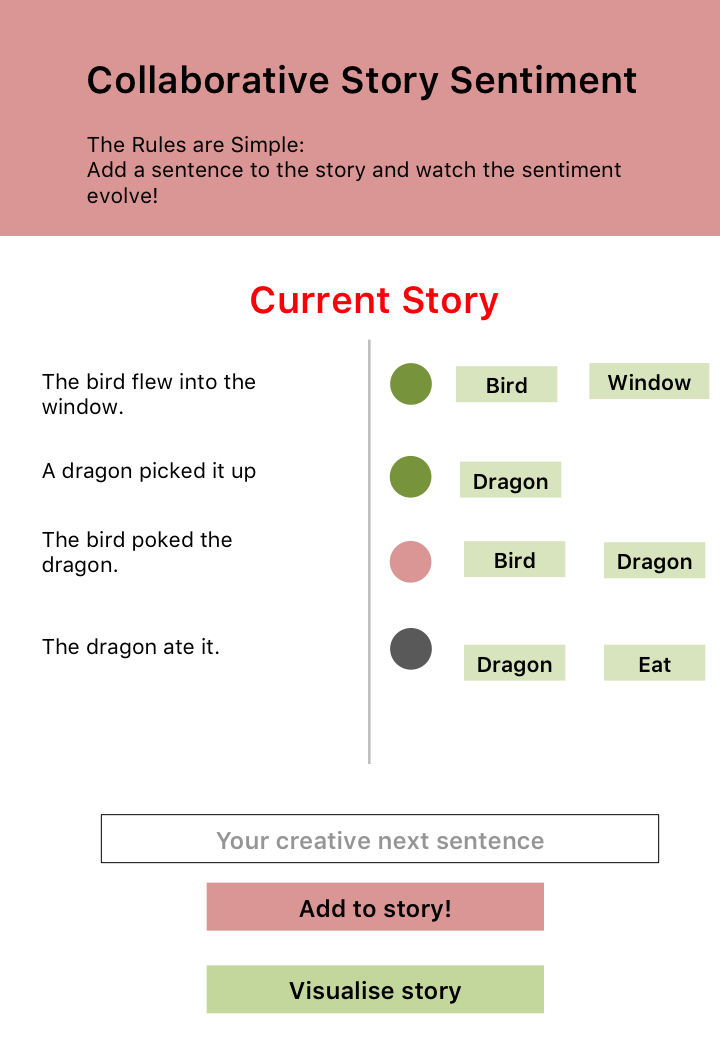 Collaborative Story Sentiment
The Rules are Simple:
Add a sentence to the story and watch the sentiment
evolve!
Current Story
The bird flew into the
window.
Bird
Window
A dragon picked it up
Dragon
The bird poked the
dragon.
Bird
Dragon
The dragon ate it.
Dragon
Eat
Your creative next sentence
Add to story!
Visualise story